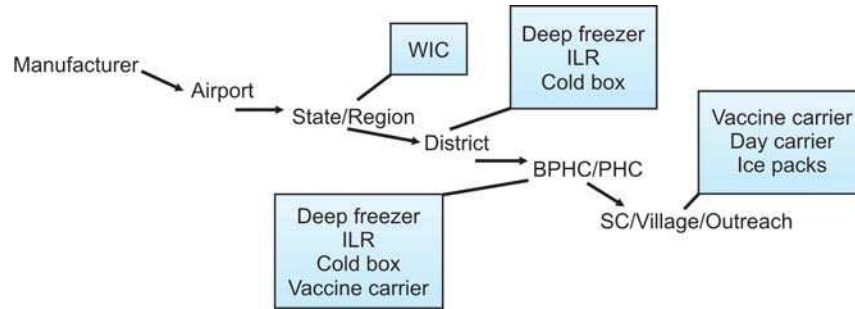 Manufacturer
Airport
WIC
State/Region
Deep freezer
ILR
Cold box
District
BPHC/PHC
Vaccine carrier
Day carrier
Ice packs
SC/Village/Outreach
Deep freezer
ILR
Cold box
Vaccine carrier